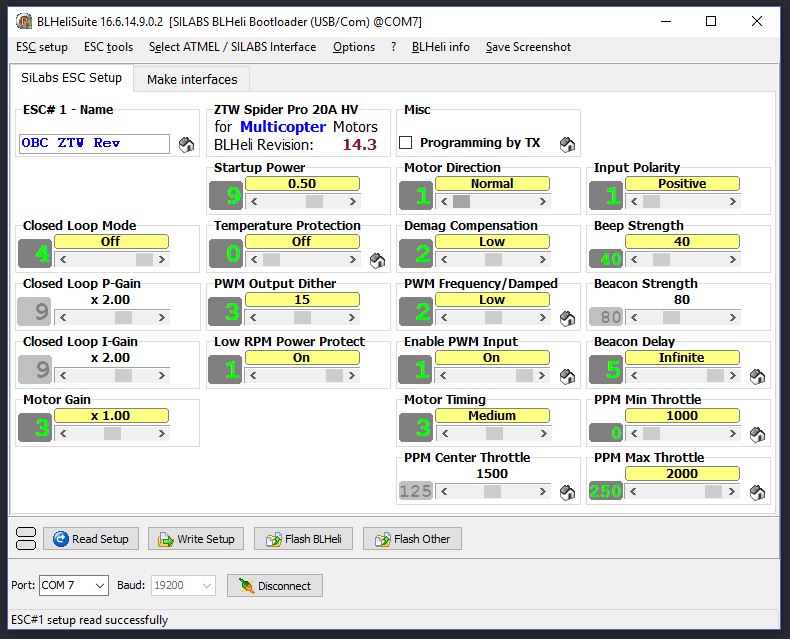 BLHeliSuite 16.6.14.9.0.2 [SILABS BLHeli Bootloader (USB/Com) @COM7]
ESC setup ESC tools Select ATMEL / SILABS Interface Options ? BLHeli info Save Screenshot
SiLabs ESC Setup Make interfaces
ESC# 1 - Name
OBC ZTW Rev
ZTW Spider Pro 20A HV
for Multicopter Motors
BLHeli Revision: 14.3
Misc
Programming by TX
Startup Power
9 0.50
Motor Direction
1 Normal
Input Polarity
1 Positive
Closed Loop Mode
4 Off
Temperature Protection
0 Off
Demag Compensation
2 Low
Beep Strength
40 40
Closed Loop P-Gain
9 x 2.00
PWM Output Dither
3 15
PWM Frequency/Damped
2 Low
Beacon Strength
80 80
Closed Loop I-Gain
9 x 2.00
Low RPM Power Protect
1 On
Enable PWM Input
1 On
Beacon Delay
5 Infinite
Motor Gain
3 x 1.00
Motor Timing
3 Medium
PPM Min Throttle
0 1000
PPM Center Throttle
125 1500
PPM Max Throttle
250 2000
Read Setup Write Setup Flash BLHeli Flash Other
Port: COM 7 Baud: 19200 Disconnect
ESC#1 setup read successfully